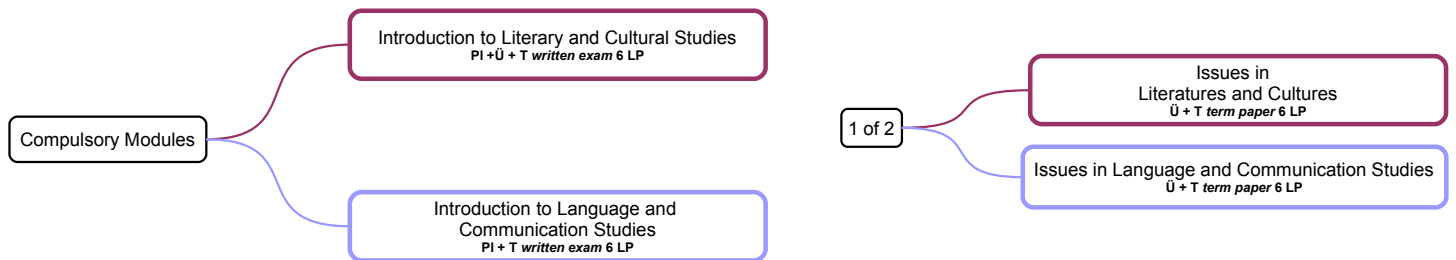 Compulsory Modules
Introduction to Literary and Cultural Studies
PI +Ü + T written exam 6 LP
Introduction to Language and
Communication Studies
PI + T written exam 6 LP
1 of 2
Issues in
Literatures and Cultures
Ü + T term paper 6 LP
Issues in Language and Communication Studies
Ü + T term paper 6 LP